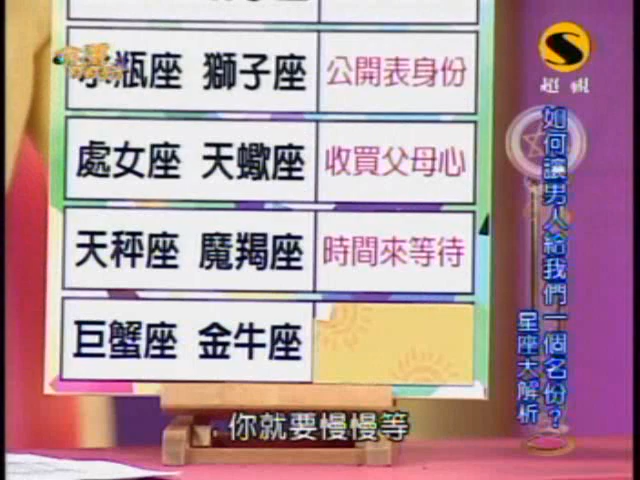 水瓶座 獅子座 公開表身份
處女座 天蠍座 收買父母心
天秤座 魔羯座 時間來等待
巨蟹座 金牛座
你就要慢慢等
超視
如何讓男人給我們一個名份？
星座大解析